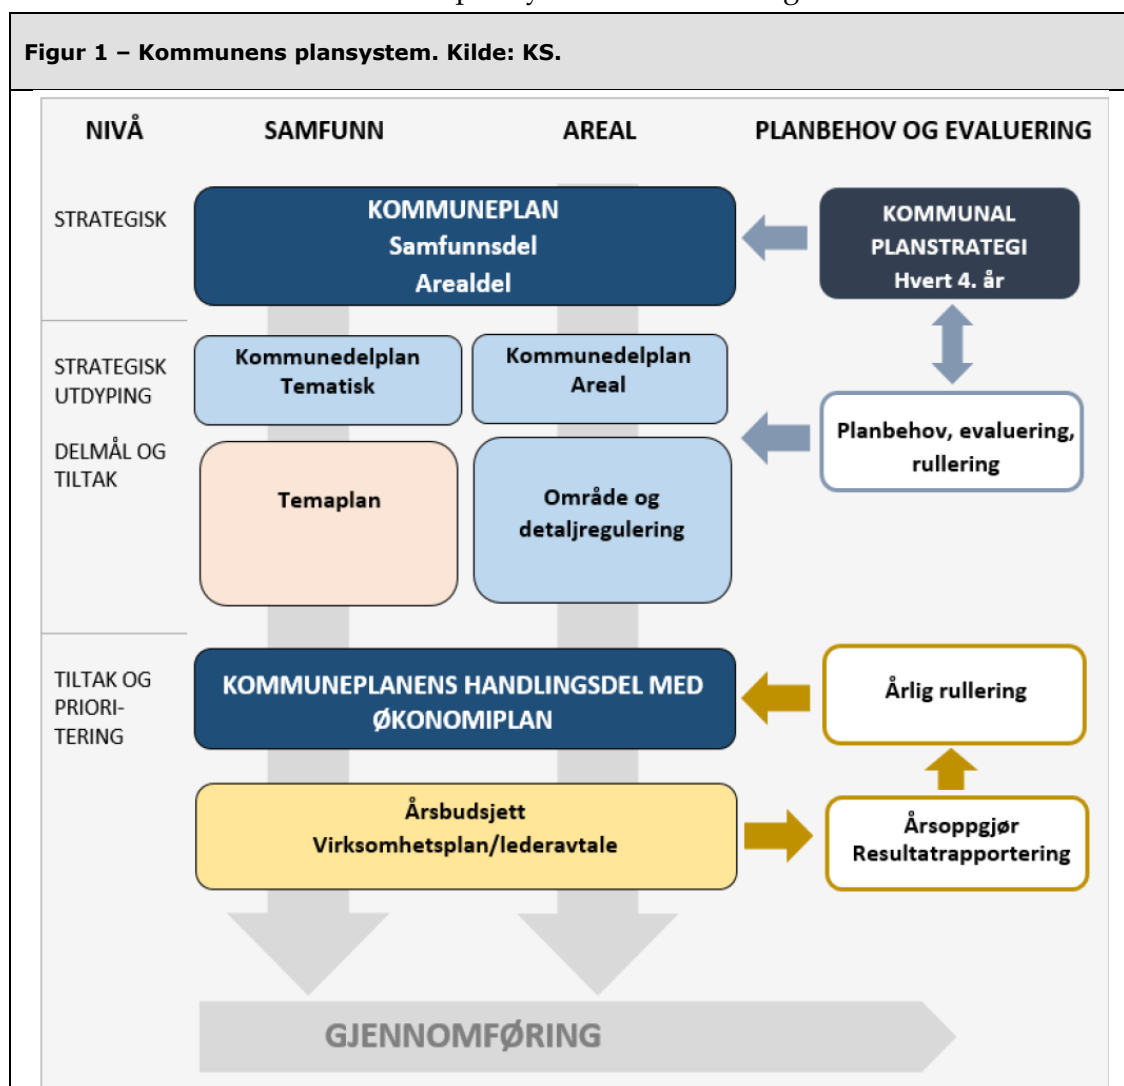 Figur 1 – Kommunens plansystem. Kilde: KS.
NIVÅ
SAMFUNN
AREAL
PLANBEHOV OG EVALUERING
STRATEGISK
KOMMUNEPLAN
Samfunnsdel
Arealdel
KOMMUNAL
PLANSTRATEGI
Hvert 4. år
STRATEGISK
UTDYPING
Kommunedelplan
Tematisk
Kommunedelplan
Areal
Planbehov, evaluering,
rullering
DELMÅL OG
TILTAK
Temaplan
Område og
detaljregulering
TILTAK OG
PRIORI-
TERING
KOMMUNEPLANENS HANDLINGSDEL MED
ØKONOMIPLAN
Årlig rullering
Årsbudsjett
Virksomhetsplan/lederavtale
Årsoppgjør
Resultatrapportering
GJENNOMFØRING